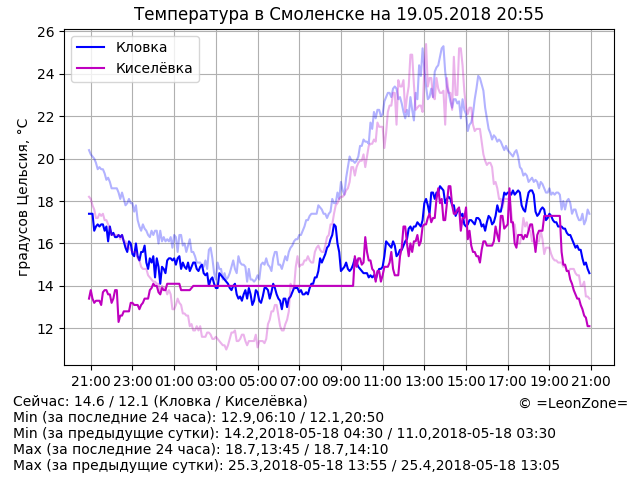 Температура в Смоленске на 19.05.2018 20:55
Кловка
Киселёвка
градусов Цельсия, °C
26
24
22
20
18
16
14
12
21:00 23:00 01:00 03:00 05:00 07:00 09:00 11:00 13:00 15:00 17:00 19:00 21:00
Сейчас: 14.6 / 12.1 (Кловка / Киселёвка)
© =LeonZone=
Min (за последние 24 часа): 12.9,06:10 / 12.1,20:50
Min (за предыдущие сутки): 14.2,2018-05-18 04:30 / 11.0,2018-05-18 03:30
Max (за последние 24 часа): 18.7,13:45 / 18.7,14:10
Max (за предыдущие сутки): 25.3,2018-05-18 13:55 / 25.4,2018-05-18 13:05